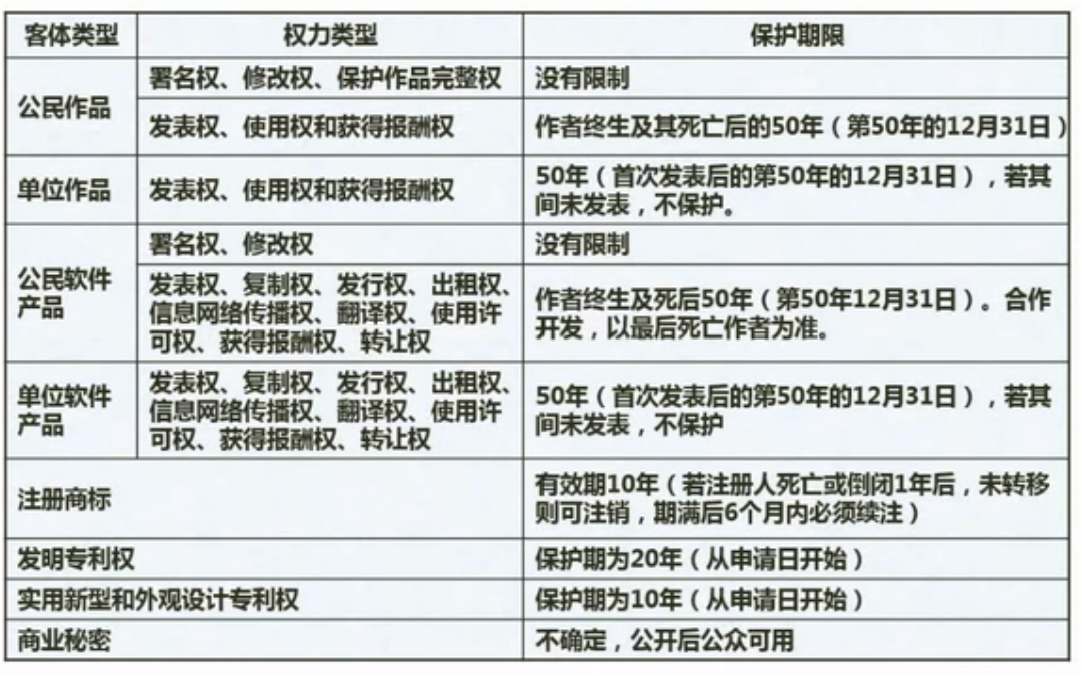 客体类型 权力类型 保护期限
公民作品
署名权、修改权、保护作品完整权
没有限制
发表权、使用权和获得报酬权
作者终生及其死亡后的50年（第50年的12月31日）
单位作品
发表权、使用权和获得报酬权
50年（首次发表后的第50年的12月31日），若其
间未发表，不保护。
公民软件
产品
署名权、修改权
没有限制
发表权、复制权、发行权、出租权、
信息网络传播权、翻译权、使用许
可权、获得报酬权、转让权
作者终生及死后50年（第50年12月31日）。合作
开发，以最后死亡作者为准。
单位软件
产品
发表权、复制权、发行权、出租权、
信息网络传播权、翻译权、使用许
可权、获得报酬权、转让权
50年（首次发表后的第50年的12月31日），若其
间未发表，不保护
注册商标
有效期10年（若注册人死亡或倒闭1年后，未转移
则可注销，期满后6个月内必须续注）
发明专利权
保护期为20年（从申请日开始）
实用新型和外观设计专利权
保护期为10年（从申请日开始）
商业秘密
不确定，公开后公众可用